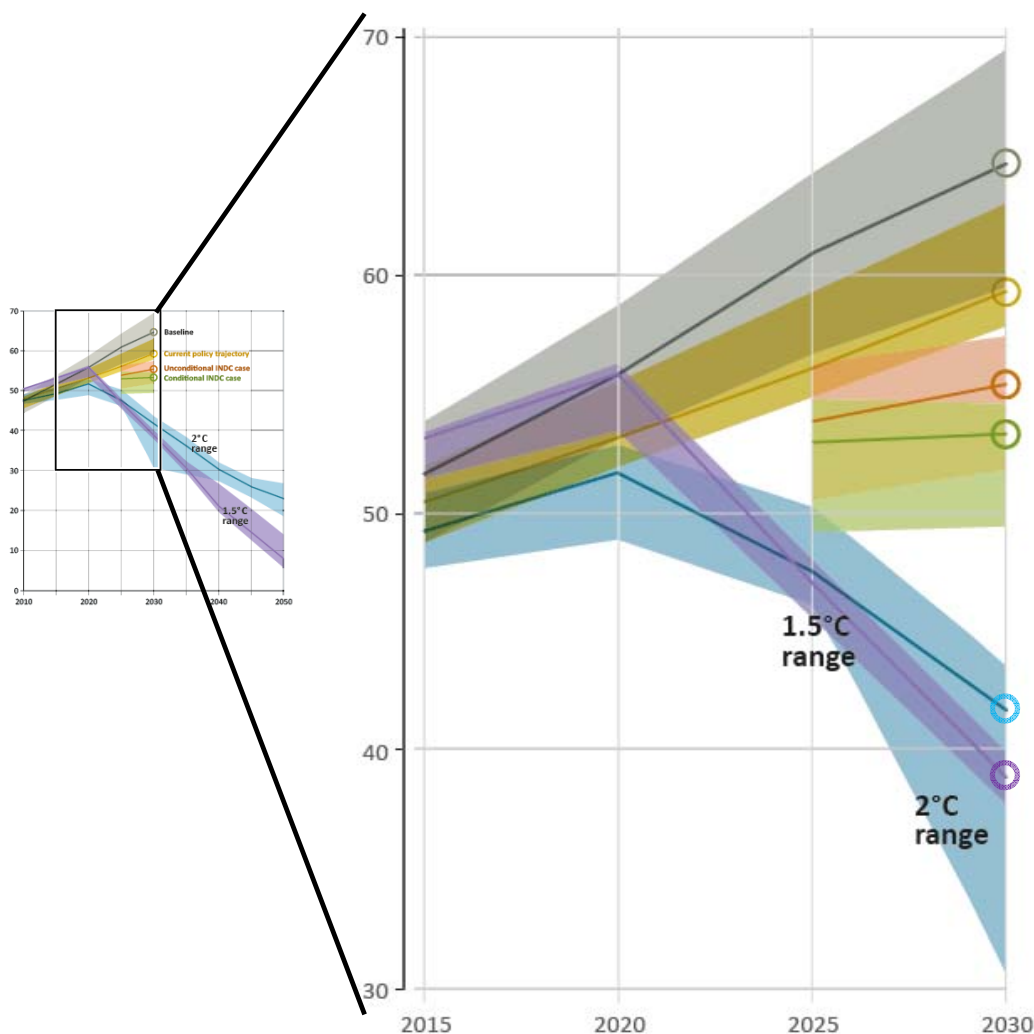 70
60
50
40
30
20
10
0
2010
2020
2030
2040
2050
Baseline
Current policy trajectory
Unconditional INDC case
Conditional INDC case
2°C
range
1.5°C
range
70
60
50
40
30
2015
2020
2025
2030
1.5°C
range
2°C
range